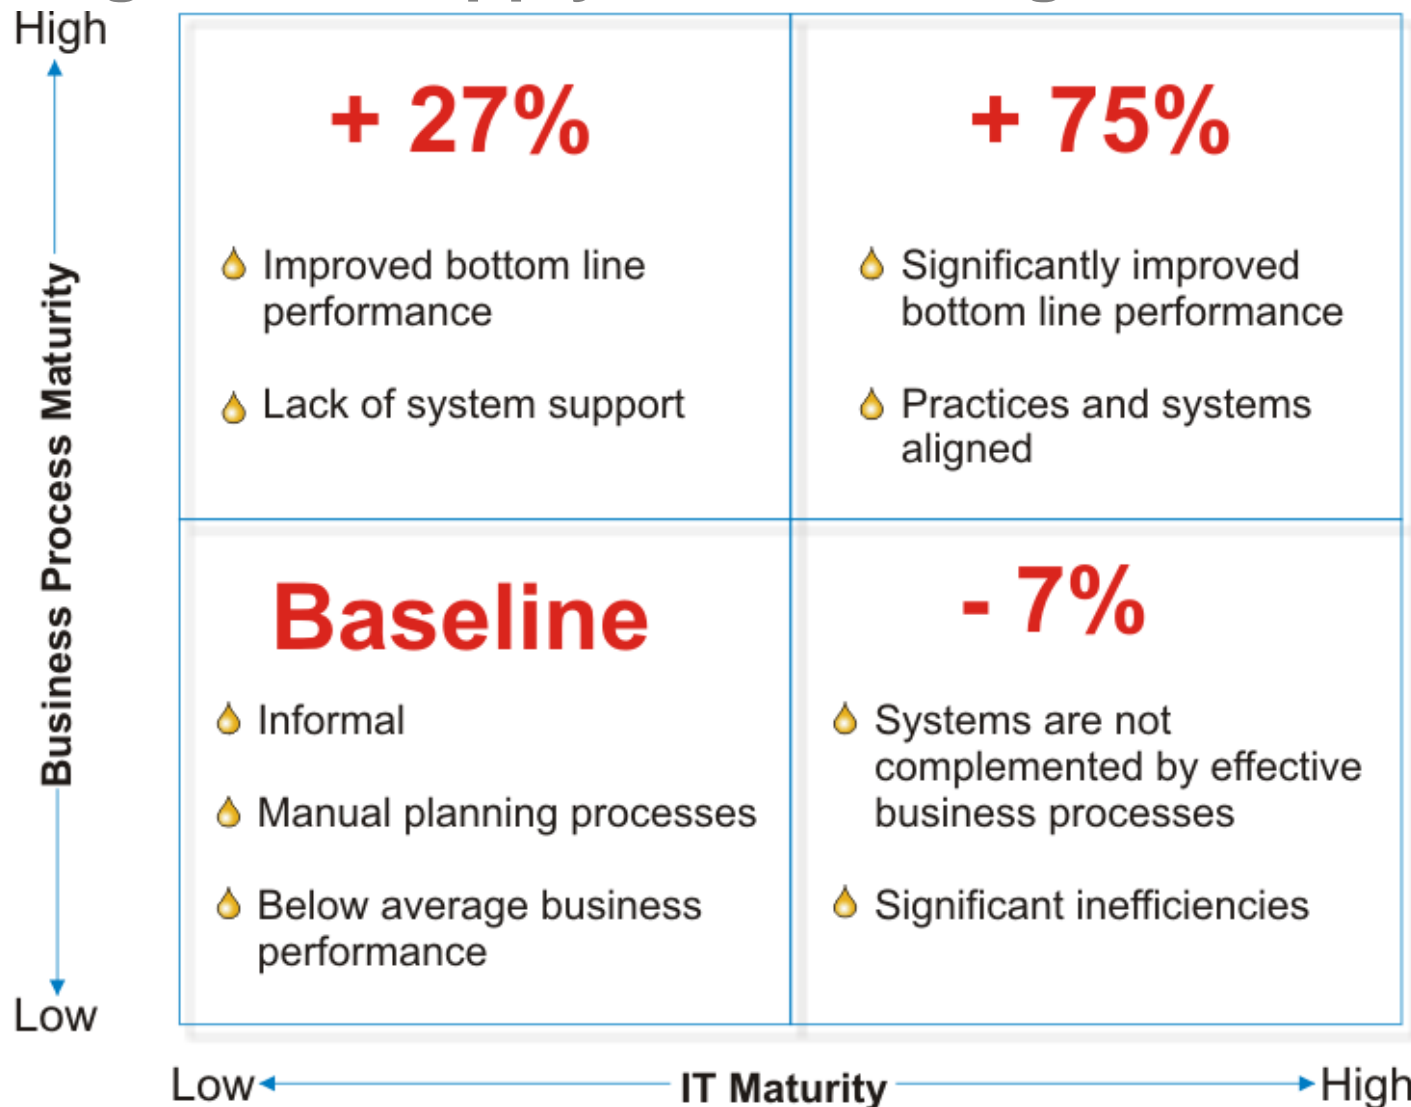 High
+ 27%
Improved bottom line
performance
Lack of system support
+ 75%
Significantly improved
bottom line performance
Practices and systems
aligned
Business Process Maturity
Baseline
Informal
Manual planning processes
Below average business
performance
- 7%
Systems are not
complemented by effective
business processes
Significant inefficiencies
Low
Low
IT Maturity
High